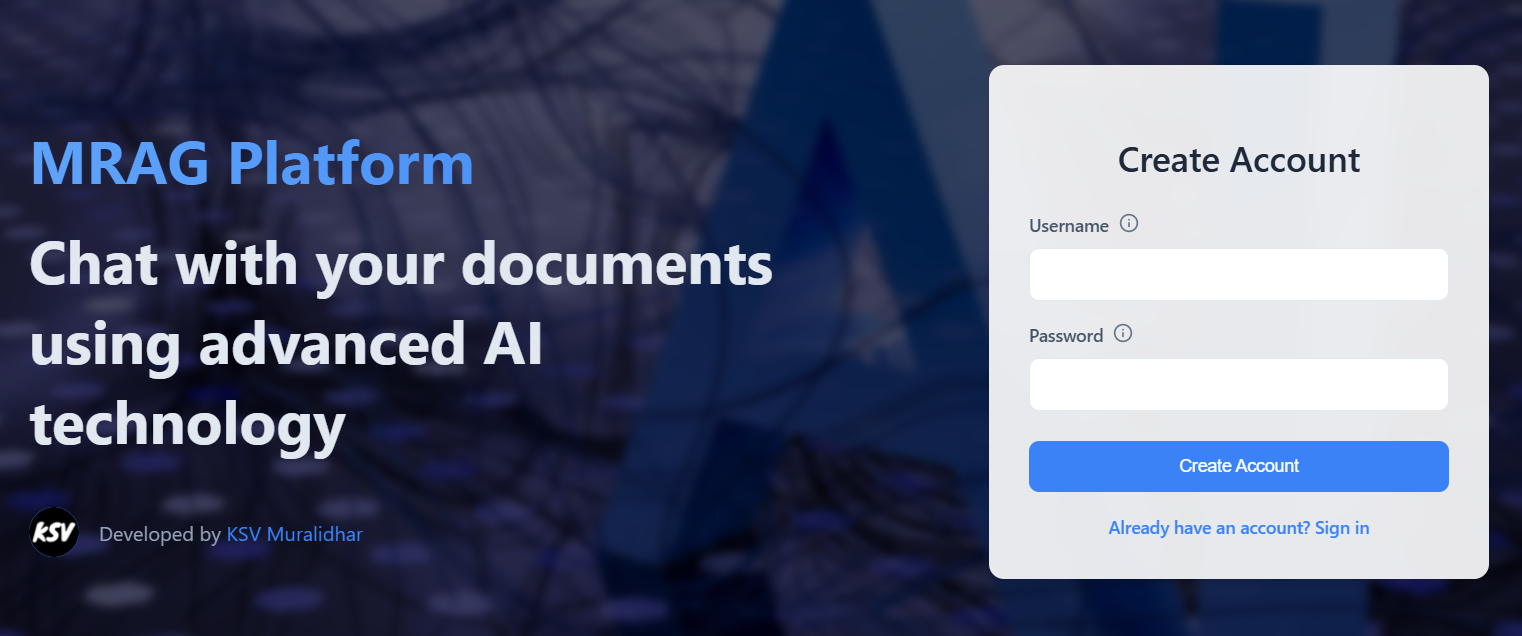 MRAG Platform
Chat with your documents
using advanced AI
technology
KSV
Developed by KSV Muralidhar
Create Account
Username
Password
Create Account
Already have an account? Sign in